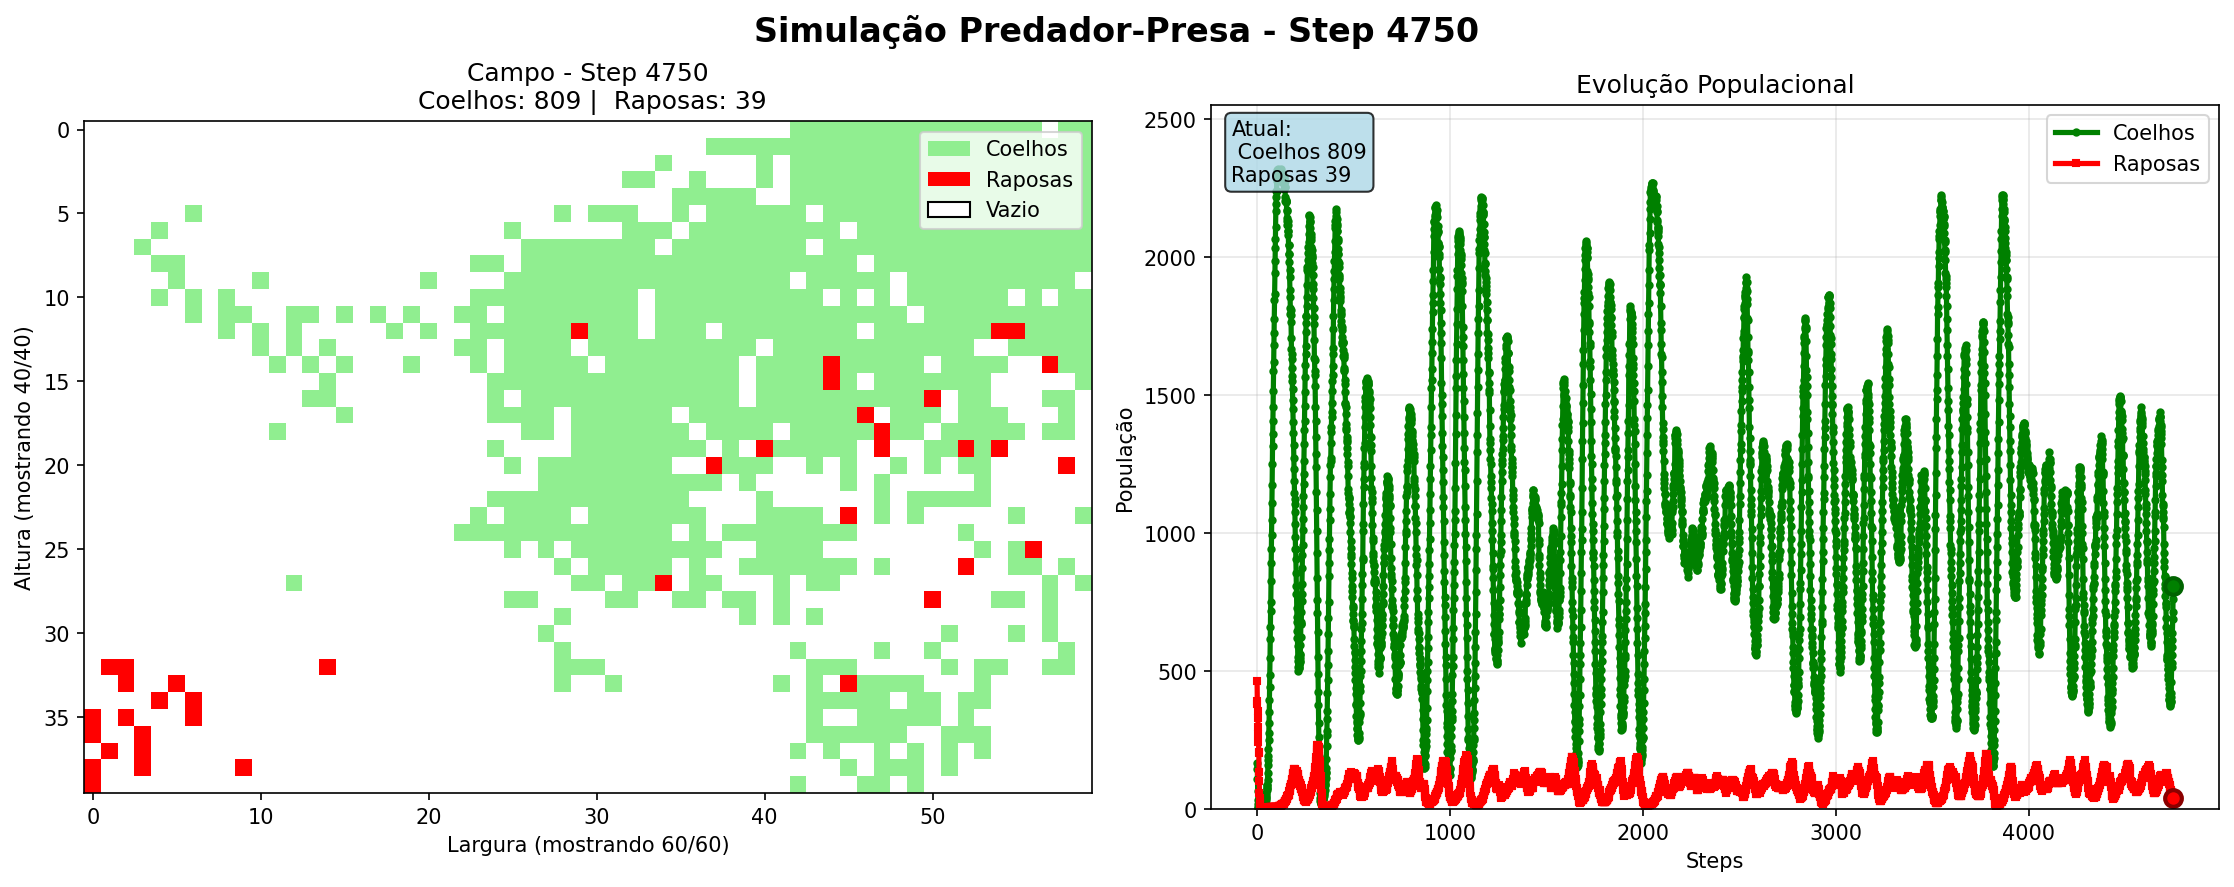 Simulação Predador-Presa - Step 4750
Campo - Step 4750
Coelhos: 809 |  Raposas: 39
Coelhos
Raposas
Vazio
0
5
10
15
20
25
30
35
Altura (mostrando 40/40)
0
10
20
30
40
50
Largura (mostrando 60/60)
Evolução Populacional
Atual:
Coelhos 809
Raposas 39
Coelhos
Raposas
2500
2000
1500
1000
500
0
População
0
1000
2000
3000
4000
Steps